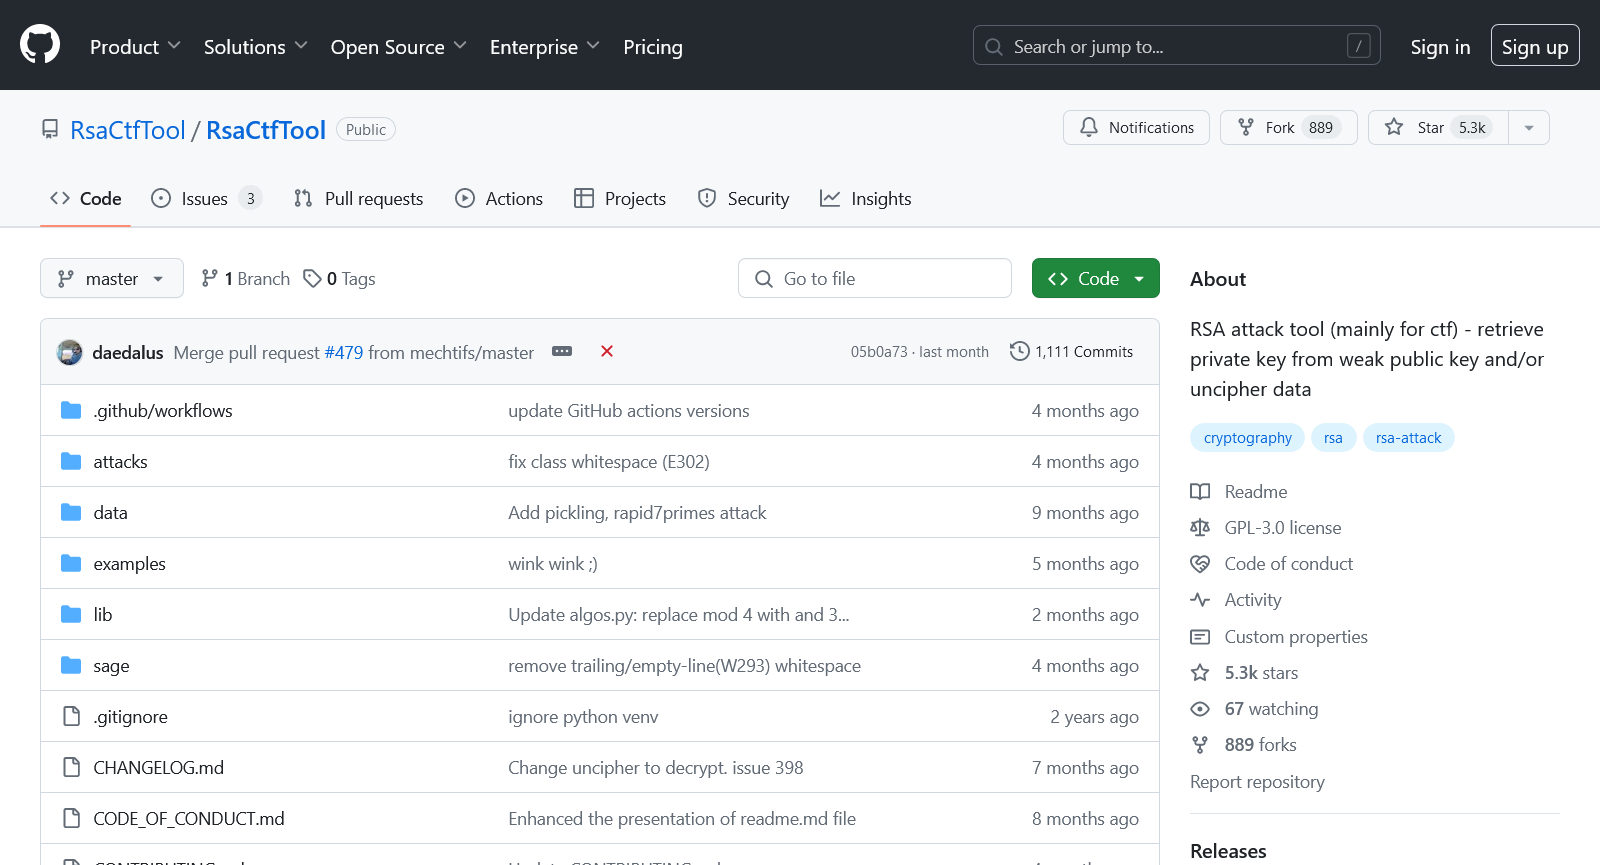 Product Solutions Open Source Enterprise Pricing Search or jump to... / Sign in Sign up
RsaCtfTool / RsaCtfTool Public Notifications Fork 889 Star 5.3k
Code Issues 3 Pull requests Actions Projects Security Insights
master 1 Branch 0 Tags Go to file Code
daedalus Merge pull request #479 from mechtifs/master 05b0a73 · last month 1,111 Commits
.github/workflows update GitHub actions versions 4 months ago
attacks fix class whitespace (E302) 4 months ago
data Add pickling, rapid7primes attack 9 months ago
examples wink wink ;) 5 months ago
lib Update algos.py: replace mod 4 with and 3... 2 months ago
sage remove trailing/empty-line(W293) whitespace 4 months ago
.gitignore ignore python venv 2 years ago
CHANGELOG.md Change uncipher to decrypt. issue 398 7 months ago
CODE_OF_CONDUCT.md Enhanced the presentation of readme.md file 8 months ago
About
RSA attack tool (mainly for ctf) - retrieve
private key from weak public key and/or
uncipher data
cryptography rsa rsa-attack
Readme
GPL-3.0 license
Code of conduct
Activity
Custom properties
5.3k stars
67 watching
889 forks
Report repository
Releases